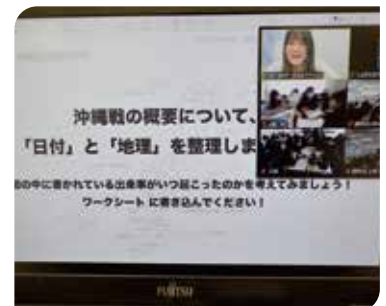 沖縄戦の概要について、
「日付」と「地理」を整理しま
の中に書かれている出来事がいつ起こったのかを考えてみましょう！
ワークシート に書き込んでください！
FUJITSU